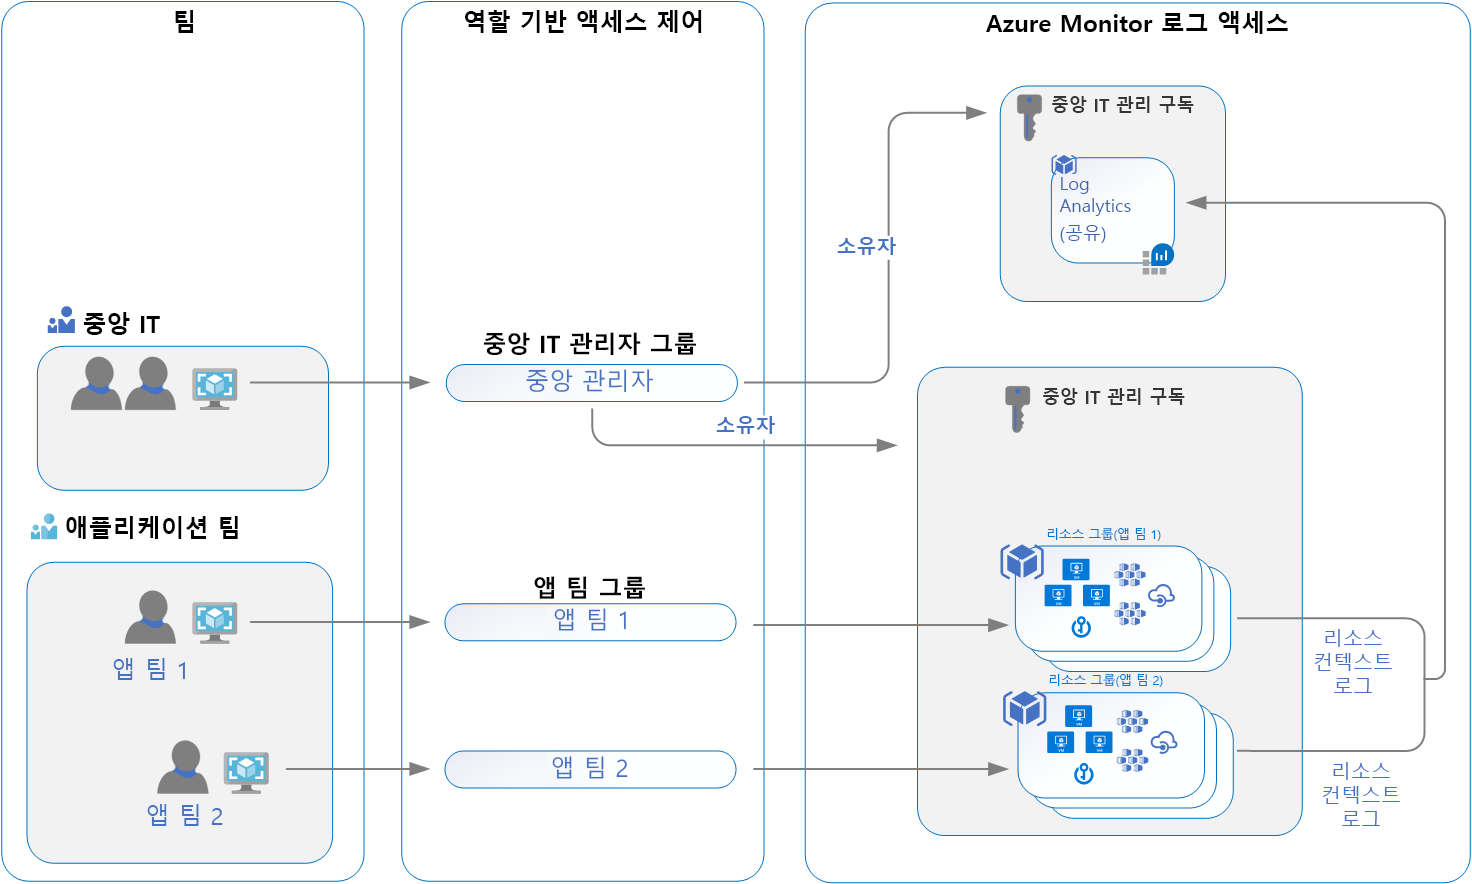 팀
역할 기반 액세스 제어
Azure Monitor 로그 액세스
중앙 IT 관리 구독
Log
Analytics
(공유)
소유자
중앙 IT
중앙 IT 관리자 그룹
중앙 관리자
소유자
중앙 IT 관리 구독
애플리케이션 팀
리소스 그룹(앱 팀 1)
앱 팀 그룹
앱 팀 1
앱 팀 1
리소스
컨텍스트
로그
리소스 그룹(앱 팀 2)
앱 팀 2
앱 팀 2
리소스
컨텍스트
로그